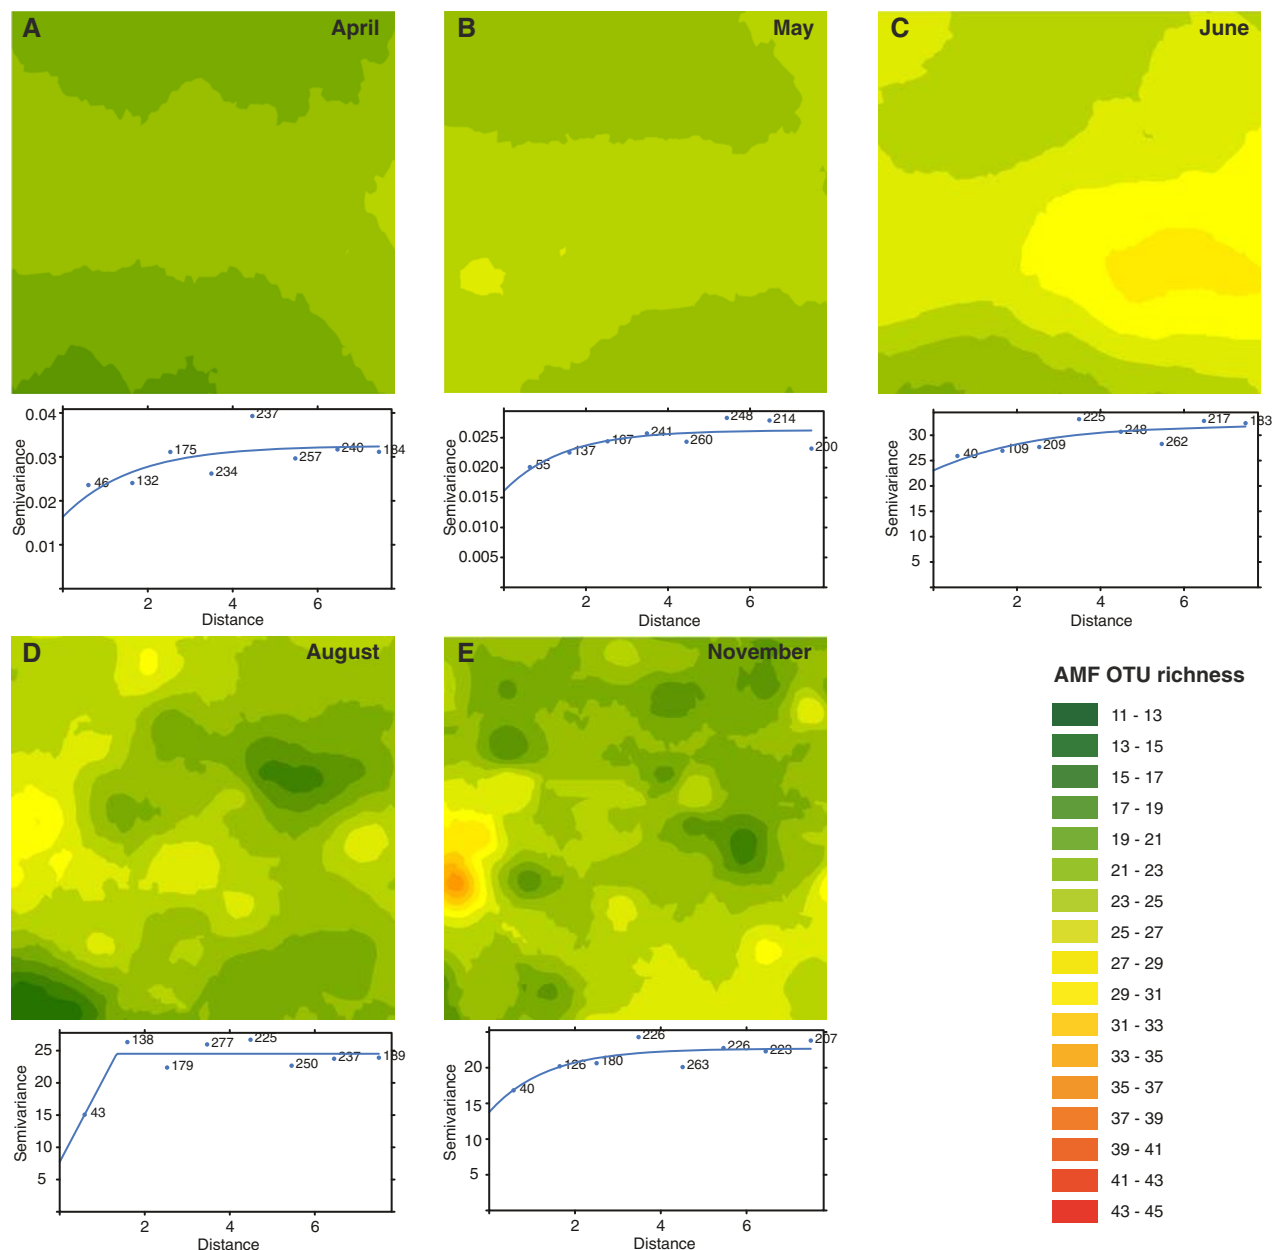 A April
B May
C June
Semivariance
0.04
0.03
0.02
0.01
46
132
175
234
237
257
240
184
2
4
6
Distance
Semivariance
0.025
0.020
0.015
0.010
0.005
55
137
187
241
260
248
214
200
2
4
6
Distance
Semivariance
30
25
20
15
10
5
40
109
209
225
248
262
217
183
2
4
6
Distance
D August
E November
Semivariance
25
20
15
10
5
43
138
179
277
225
250
237
189
2
4
6
Distance
Semivariance
20
15
10
5
40
126
180
226
263
226
223
207
2
4
6
Distance
AMF OTU richness
11 - 13
13 - 15
15 - 17
17 - 19
19 - 21
21 - 23
23 - 25
25 - 27
27 - 29
29 - 31
31 - 33
33 - 35
35 - 37
37 - 39
39 - 41
41 - 43
43 - 45